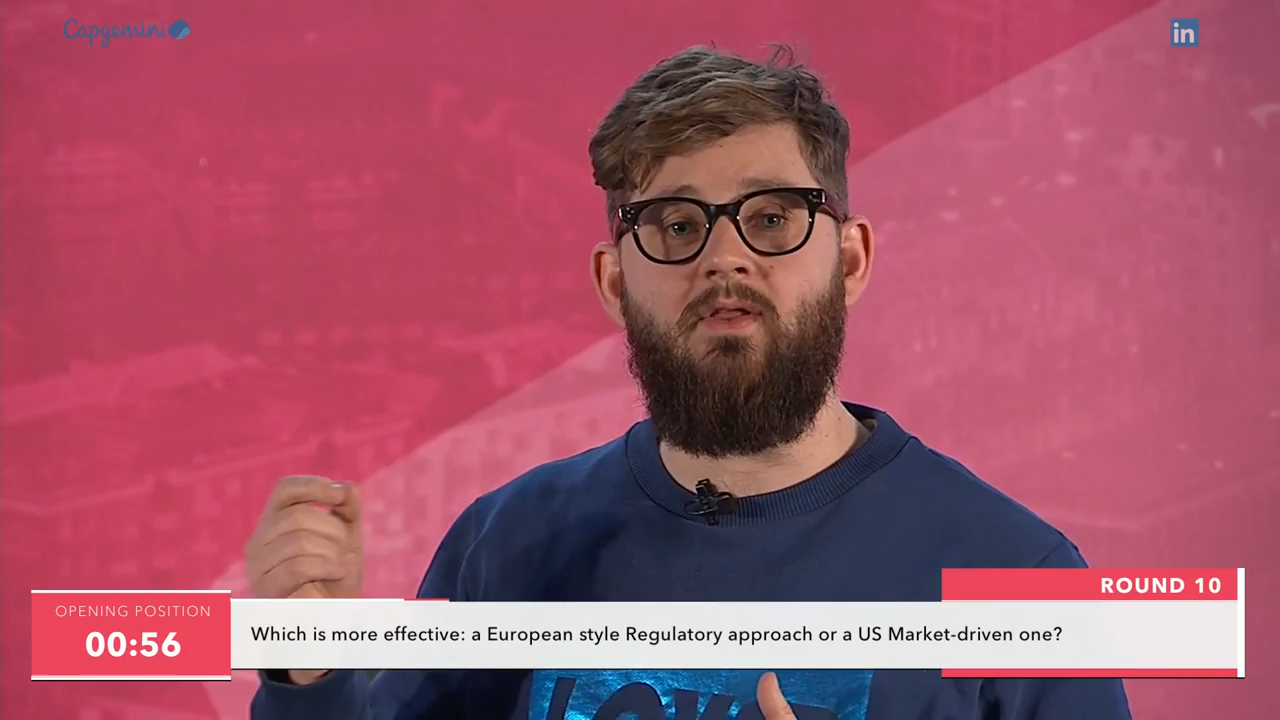 Capgemini
in
ROUND 10
OPENING POSITION
00:56
Which is more effective: a European style Regulatory approach or a US Market-driven one?